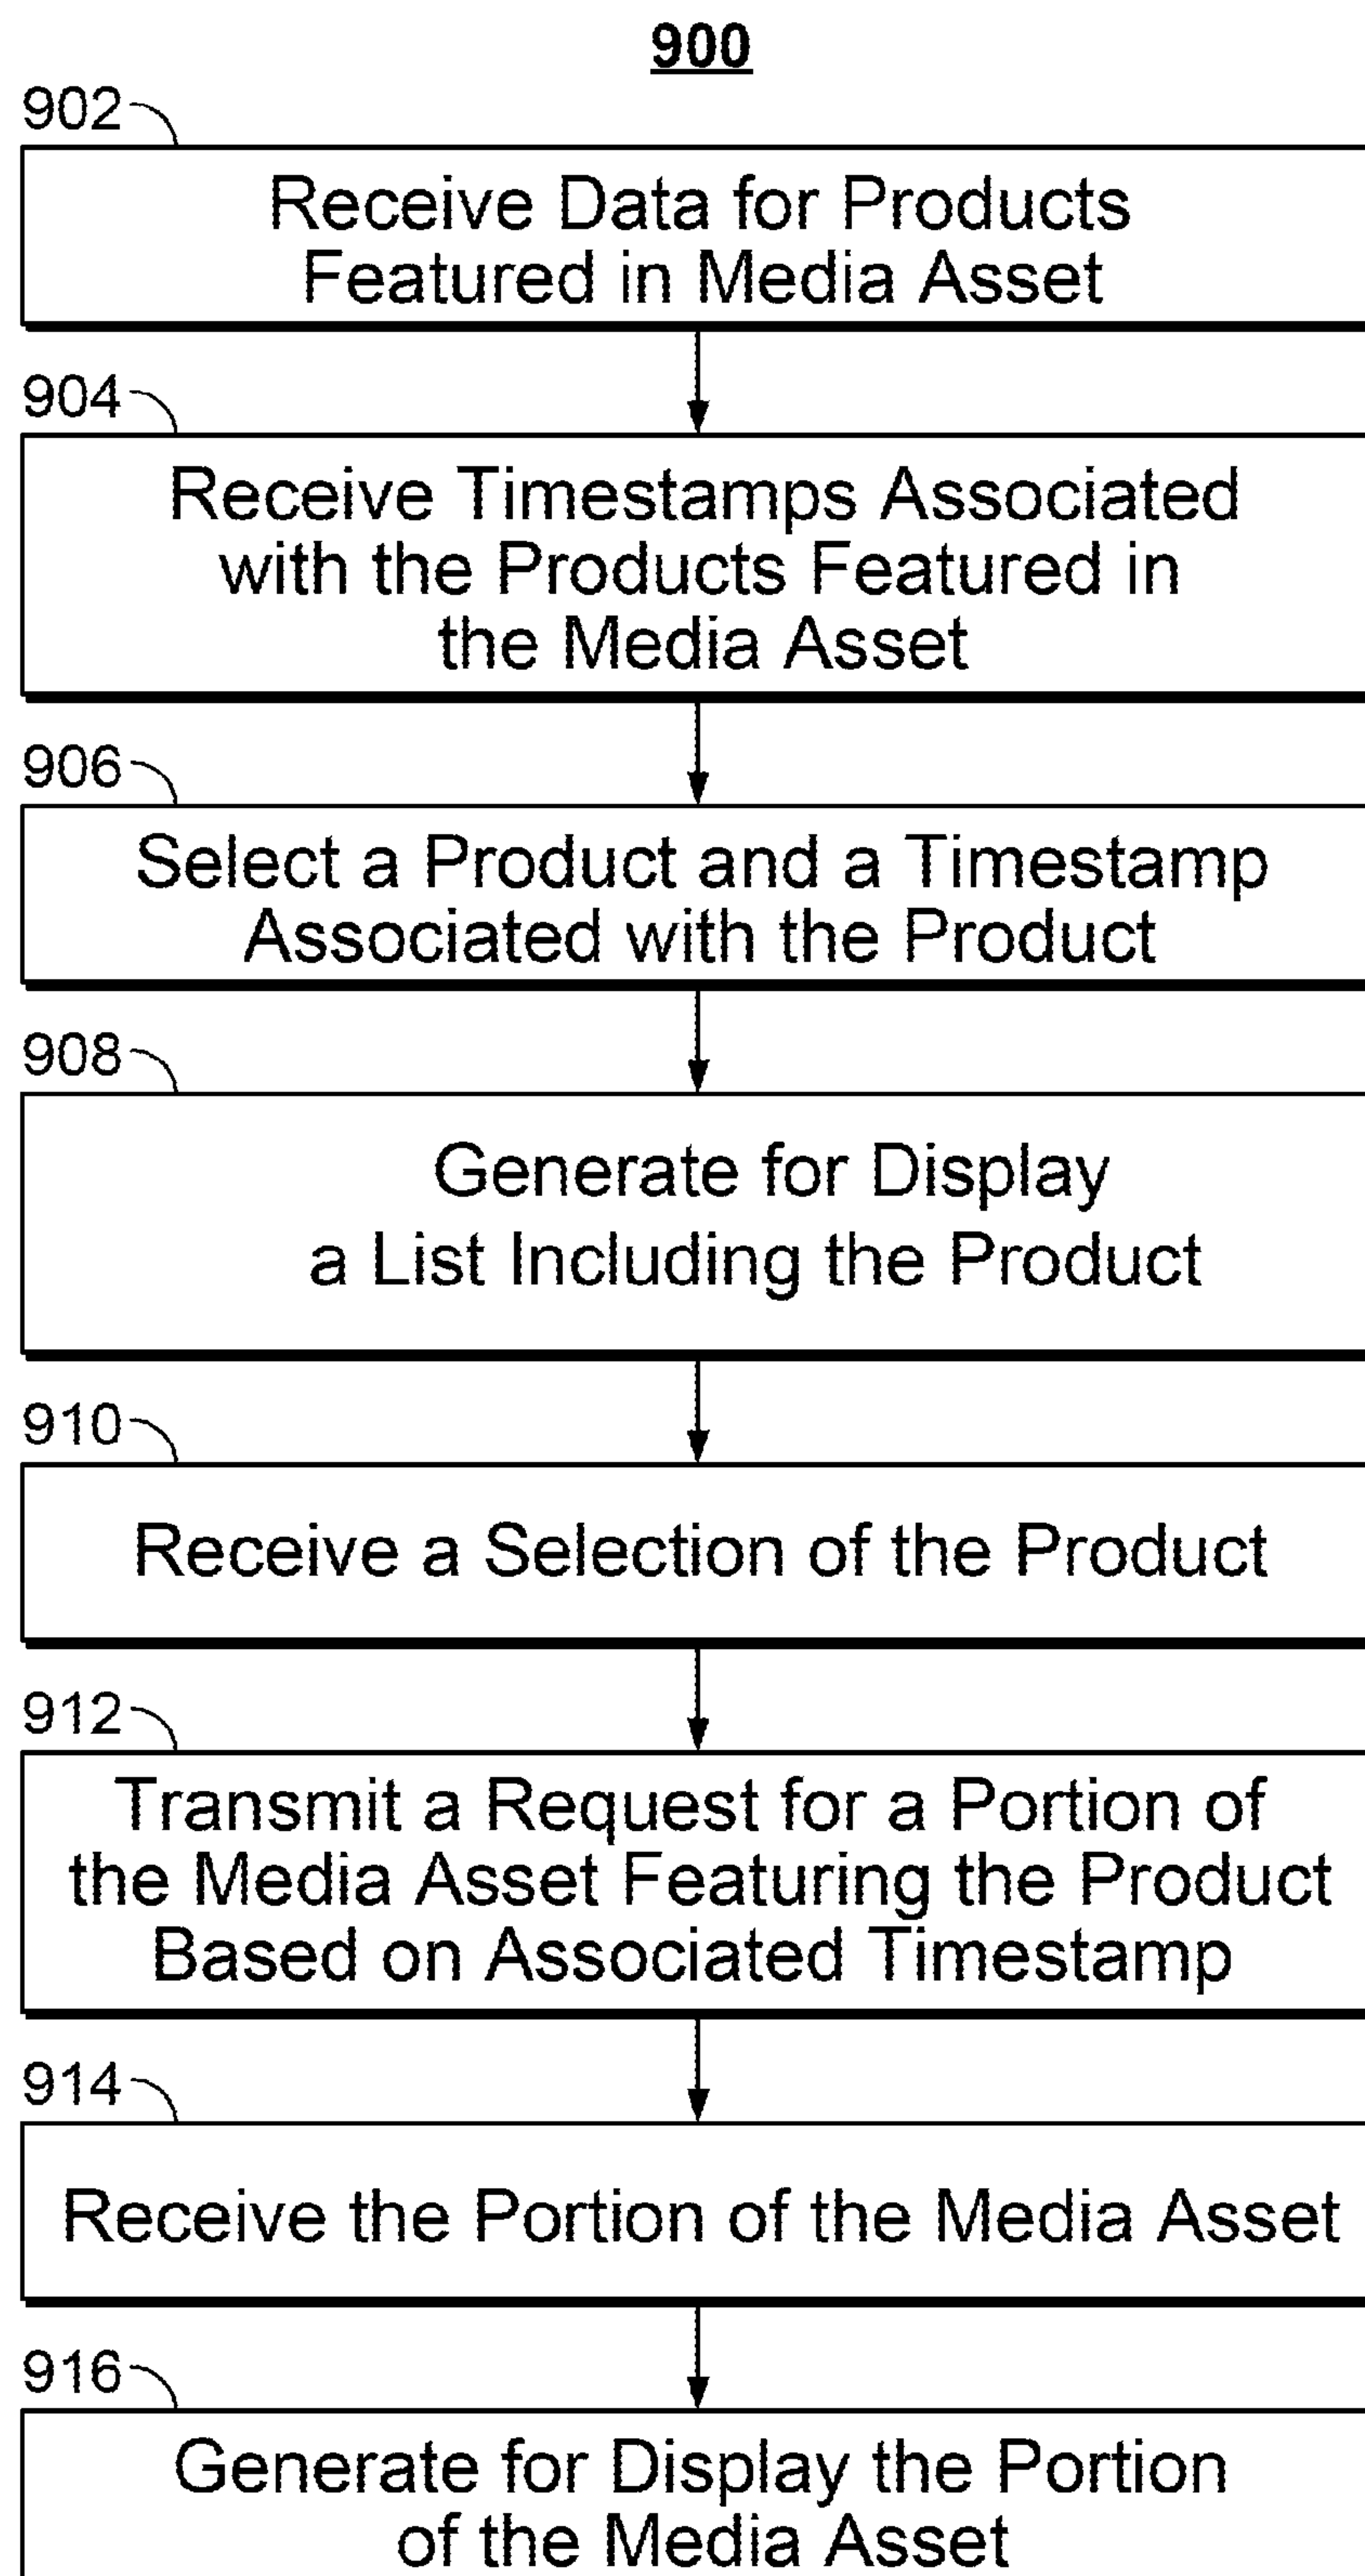 900
902
Receive Data for Products
Featured in Media Asset
904
Receive Timestamps Associated
with the Products Featured in
the Media Asset
906
Select a Product and a Timestamp
Associated with the Product
908
Generate for Display
a List Including the Product
910
Receive a Selection of the Product
912
Transmit a Request for a Portion of
the Media Asset Featuring the Product
Based on Associated Timestamp
914
Receive the Portion of the Media Asset
916
Generate for Display the Portion
of the Media Asset